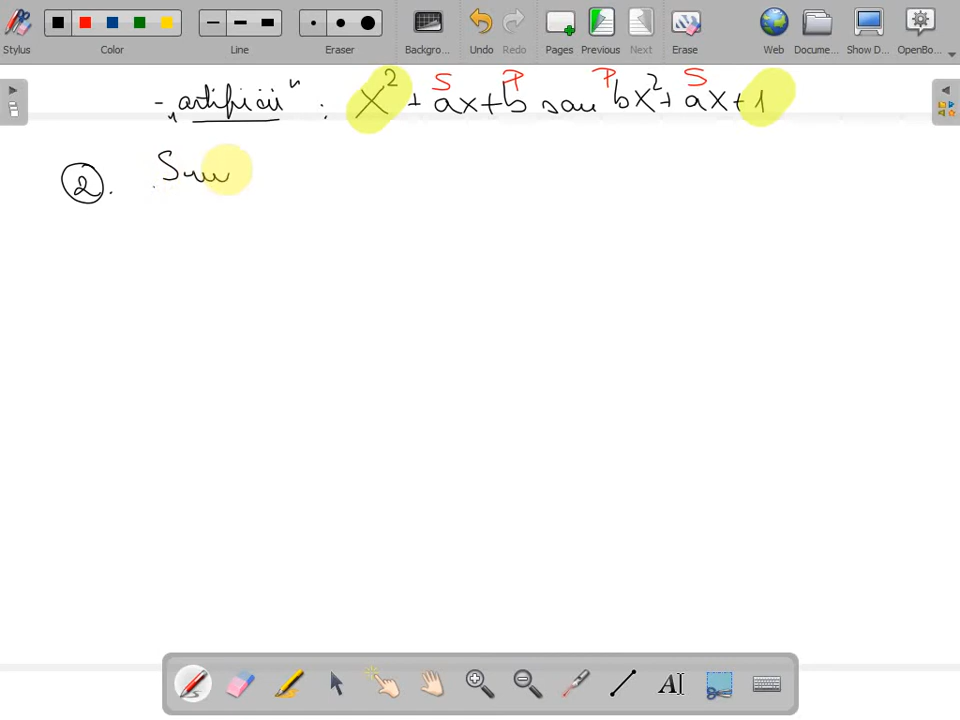 Stylus Color Line Eraser Backgro... Undo Redo Pages Previous Next Erase Web Docume... Show D... OpenBo...
S P P S
- „artificii” : X² + ax + b sau bX² + ax + 1
②.
A